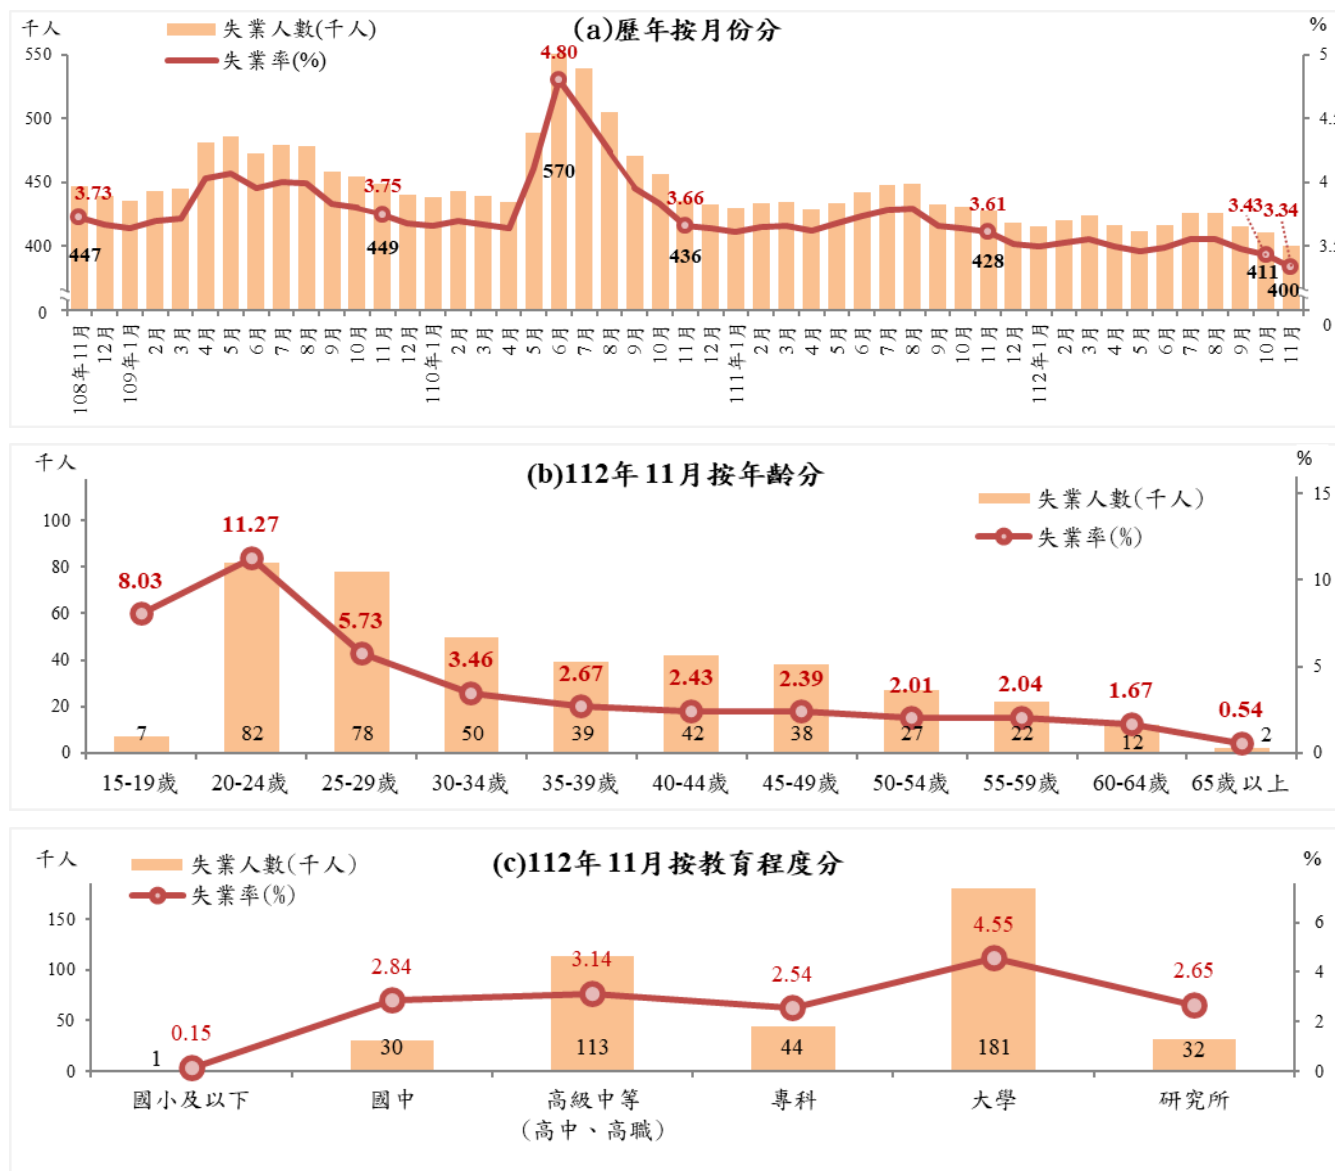 (a)歷年按月份分
千人
%
失業人數(千人)
失業率(%)
550
500
450
400
0
5
4.5
4
3.5
0
3.73
3.75
4.80
3.66
3.61
3.43
3.34
447
449
570
436
428
411
400
108年11月
12月
109年1月
2月
3月
4月
5月
6月
7月
8月
9月
10月
11月
12月
110年1月
2月
3月
4月
5月
6月
7月
8月
9月
10月
11月
12月
111年1月
2月
3月
4月
5月
6月
7月
8月
9月
10月
11月
12月
112年1月
2月
3月
4月
5月
6月
7月
8月
9月
10月
11月
(b)112年 11月按年齡分
千人
%
失業人數(千人)
失業率(%)
100
80
60
40
20
0
15
10
5
0
8.03
11.27
5.73
3.46
2.67
2.43
2.39
2.01
2.04
1.67
0.54
7
82
78
50
39
42
38
27
22
12
2
15-19歲
20-24歲
25-29歲
30-34歲
35-39歲
40-44歲
45-49歲
50-54歲
55-59歲
60-64歲
65歲以上
(c)112年 11月按教育程度分
千人
%
失業人數(千人)
失業率(%)
150
100
50
0
6
4
2
0
0.15
2.84
3.14
2.54
4.55
2.65
1
30
113
44
181
32
國小及以下
國中
高級中等
(高中、高職)
專科
大學
研究所